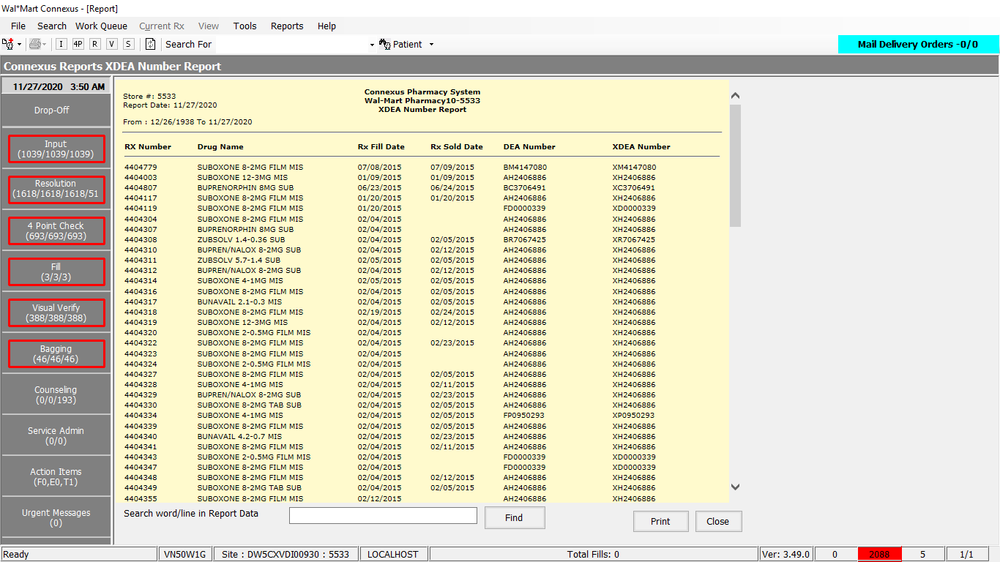 Wal*Mart Connexus - [Report]
File Search Work Queue Current Rx View Tools Reports Help
I 4P R V S Search For Patient Mail Delivery Orders -0/0
Connexus Reports XDEA Number Report
11/27/2020 3:50 AM
Drop-Off
Input
(1039/1039/1039)
Resolution
(1618/1618/1618/51
4 Point Check
(693/693/693)
Fill
(3/3/3)
Visual Verify
(388/388/388)
Bagging
(46/46/46)
Counseling
(0/0/193)
Service Admin
(0/0)
Action Items
(F0,E0,T1)
Urgent Messages
(0)
Connexus Pharmacy System
Store #: 5533 Wal-Mart Pharmacy10-5533
Report Date: 11/27/2020 XDEA Number Report
From : 12/26/1938 To 11/27/2020
RX Number Drug Name Rx Fill Date Rx Sold Date DEA Number XDEA Number
4404779 SUBOXONE 8-2MG FILM MIS 07/08/2015 07/09/2015 BM4147080 XM4147080
4404003 SUBOXONE 12-3MG MIS 01/09/2015 01/09/2015 AH2406886 XH2406886
4404807 BUPRENORPHIN 8MG SUB 06/23/2015 06/24/2015 BC3706491 XC3706491
4404117 SUBOXONE 8-2MG FILM MIS 01/20/2015 01/20/2015 AH2406886 XH2406886
4404119 SUBOXONE 8-2MG FILM MIS 01/20/2015 FD0000339 XD0000339
4404304 SUBOXONE 8-2MG FILM MIS 02/04/2015 AH2406886 XH2406886
4404307 BUPRENORPHIN 8MG SUB 02/04/2015 AH2406886 XH2406886
4404308 ZUBSOLV 1.4-0.36 SUB 02/04/2015 02/05/2015 BR7067425 XR7067425
4404310 BUPREN/NALOX 8-2MG SUB 02/04/2015 02/12/2015 AH2406886 XH2406886
4404311 ZUBSOLV 5.7-1.4 SUB 02/05/2015 02/05/2015 AH2406886 XH2406886
4404312 BUPREN/NALOX 8-2MG SUB 02/04/2015 02/12/2015 AH2406886 XH2406886
4404314 SUBOXONE 4-1MG MIS 02/05/2015 02/05/2015 AH2406886 XH2406886
4404316 SUBOXONE 8-2MG FILM MIS 02/04/2015 02/05/2015 AH2406886 XH2406886
4404317 BUNAVAIL 2.1-0.3 MIS 02/04/2015 02/05/2015 AH2406886 XH2406886
4404318 SUBOXONE 8-2MG FILM MIS 02/19/2015 02/24/2015 AH2406886 XH2406886
4404319 SUBOXONE 12-3MG MIS 02/04/2015 02/12/2015 AH2406886 XH2406886
4404320 SUBOXONE 2-0.5MG FILM MIS 02/04/2015 AH2406886 XH2406886
4404322 SUBOXONE 8-2MG FILM MIS 02/04/2015 02/23/2015 AH2406886 XH2406886
4404323 SUBOXONE 8-2MG FILM MIS 02/04/2015 AH2406886 XH2406886
4404324 SUBOXONE 2-0.5MG FILM MIS 02/04/2015 AH2406886 XH2406886
4404327 SUBOXONE 8-2MG FILM MIS 02/04/2015 02/05/2015 AH2406886 XH2406886
4404328 SUBOXONE 4-1MG MIS 02/04/2015 02/11/2015 AH2406886 XH2406886
4404329 BUPREN/NALOX 8-2MG SUB 02/04/2015 02/23/2015 AH2406886 XH2406886
4404330 SUBOXONE 8-2MG TAB SUB 02/04/2015 02/05/2015 AH2406886 XH2406886
4404334 SUBOXONE 4-1MG MIS 02/04/2015 02/05/2015 FP0950293 XP0950293
4404339 SUBOXONE 8-2MG FILM MIS 02/04/2015 02/05/2015 AH2406886 XH2406886
4404340 BUNAVAIL 4.2-0.7 MIS 02/04/2015 02/23/2015 AH2406886 XH2406886
4404341 SUBOXONE 8-2MG FILM MIS 02/04/2015 02/11/2015 AH2406886 XH2406886
4404343 SUBOXONE 2-0.5MG FILM MIS 02/04/2015 FD0000339 XD0000339
4404347 SUBOXONE 8-2MG FILM MIS 02/04/2015 FD0000339 XD0000339
4404348 SUBOXONE 8-2MG FILM MIS 02/04/2015 02/12/2015 AH2406886 XH2406886
4404349 SUBOXONE 8-2MG TAB SUB 02/04/2015 02/05/2015 AH2406886 XH2406886
4404355 SUBOXONE 8-2MG FILM MIS 02/12/2015 AH2406886 XH2406886
Search word/line in Report Data Find Print Close
Ready VN50W1G Site : DW5CXVDI00930 : 5533 LOCALHOST Total Fills: 0 Ver: 3.49.0 0 2088 5 1/1